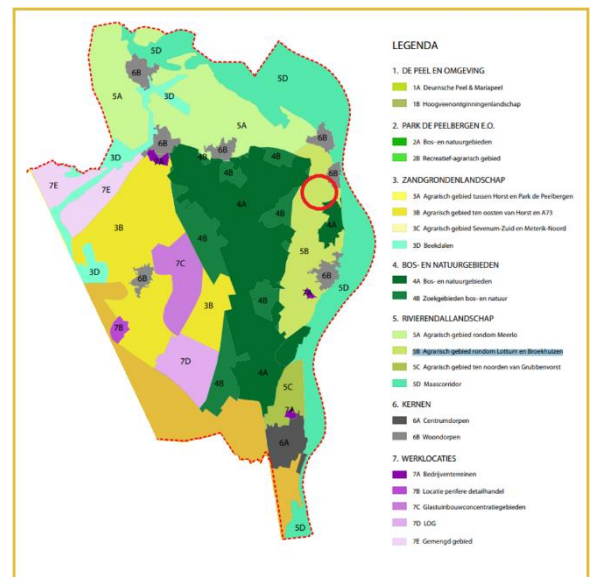 LEGENDA
1. DE PEEL EN OMGEVING
1A Deurnsche Peel & Mariapeel
1B Hoogveenontginningenlandschap
2. PARK DE PEELBERGEN E.O.
2A Bos- en natuurgebieden
2B Recreatief-agrarisch gebied
3. ZANDGRONDENLANDSCHAP
3A Agrarisch gebied tussen Horst en Park de Peelbergen
3B Agrarisch gebied ten oosten van Horst en A73
3C Agrarisch gebied Sevenum-Zuid en Meterik-Noord
3D Beekdalen
4. BOS- EN NATUURGEBIEDEN
4A Bos- en natuurgebieden
4B Zoekgebieden bos- en natuur
5. RIVIERENDALLANDSCHAP
5A Agrarisch gebied rondom Meerlo
5B Agrarisch gebied rondom Lottum en Broekhuizen
5C Agrarisch gebied ten noorden van Grubbenvorst
5D Maascorridor
6. KERNEN
6A Centrumdorpen
6B Woondorpen
7. WERKLOCATIES
7A Bedrijventerreinen
7B Locatie perifere detailhandel
7C Glastuinbouwconcentratiegebieden
7D LOG
7E Gemengd gebied
5D
6B
5D
5A
3D
5A
6B
6B
6B
7A
4B
4B
3D
4B
6B
7E
7E
4A
4B
4A
3B
4B
5B
7C
3D
6B
5D
6B
7A
3B
4B
7B
7D
4B
4A
5C
7A
6A
5D